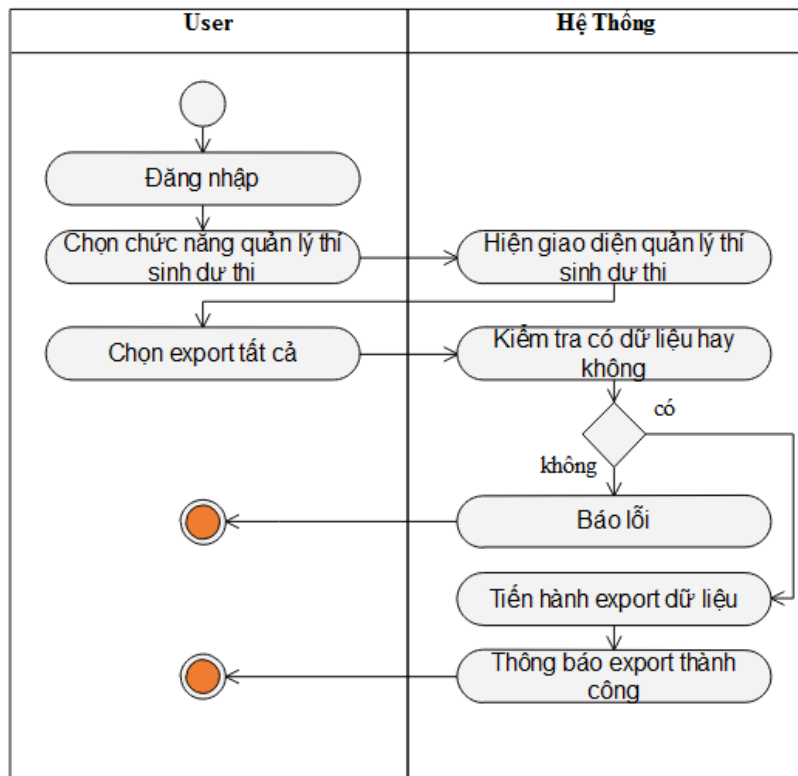 User
Hệ Thống
Đăng nhập
Chọn chức năng quản lý thí
sinh dự thi
Hiện giao diện quản lý thí
sinh dự thi
Chọn export tất cả
Kiểm tra có dữ liệu hay
không
có
không
Báo lỗi
Tiến hành export dữ liệu
Thông báo export thành
công